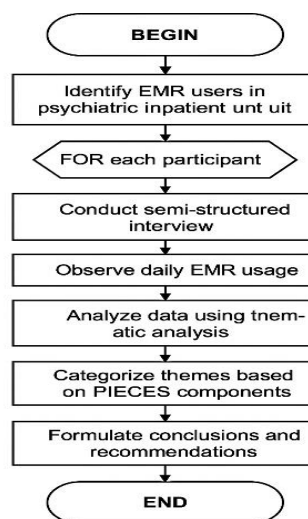 BEGIN
Identify EMR users in
psychiatric inpatient unt uit
FOR each participant
Conduct semi-structured
interview
Observe daily EMR usage
Analyze data using tnem-
atic analysis
Categorize themes based
on PIECES components
Formulate conclusions and
recommendations
END